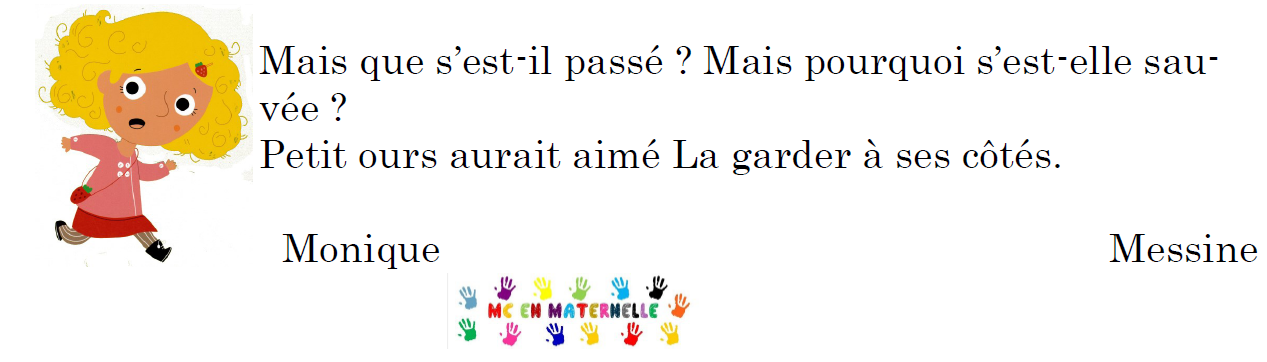 Mais que s'est-il passé ? Mais pourquoi s'est-elle sau-
vée ?
Petit ours aurait aimé La garder à ses côtés.
Monique Messine
MC EN MATERNELLE